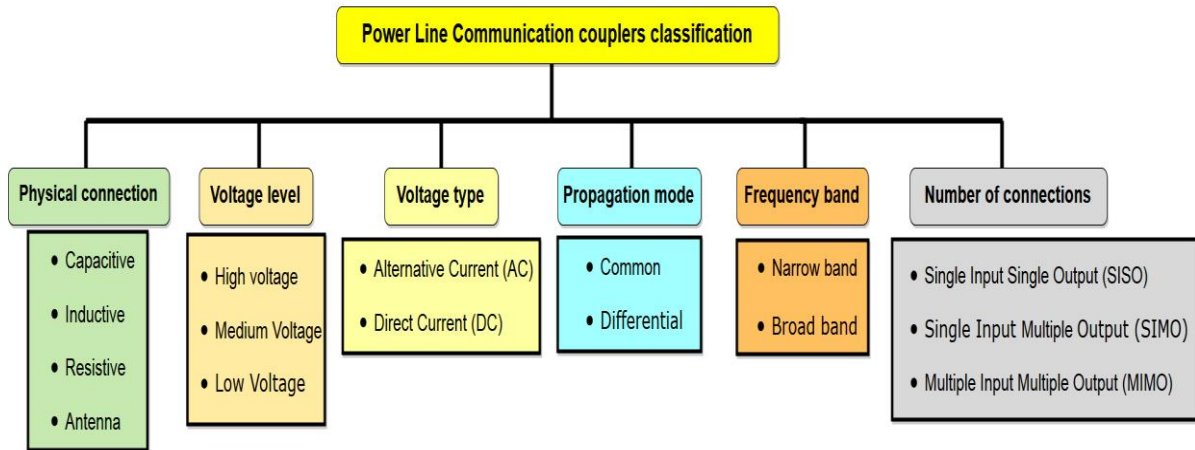 Power Line Communication couplers classification
Physical connection
• Capacitive
• Inductive
• Resistive
• Antenna
Voltage level
• High voltage
• Medium Voltage
• Low Voltage
Voltage type
• Alternative Current (AC)
• Direct Current (DC)
Propagation mode
• Common
• Differential
Frequency band
• Narrow band
• Broad band
Number of connections
• Single Input Single Output (SISO)
• Single Input Multiple Output (SIMO)
• Multiple Input Multiple Output (MIMO)